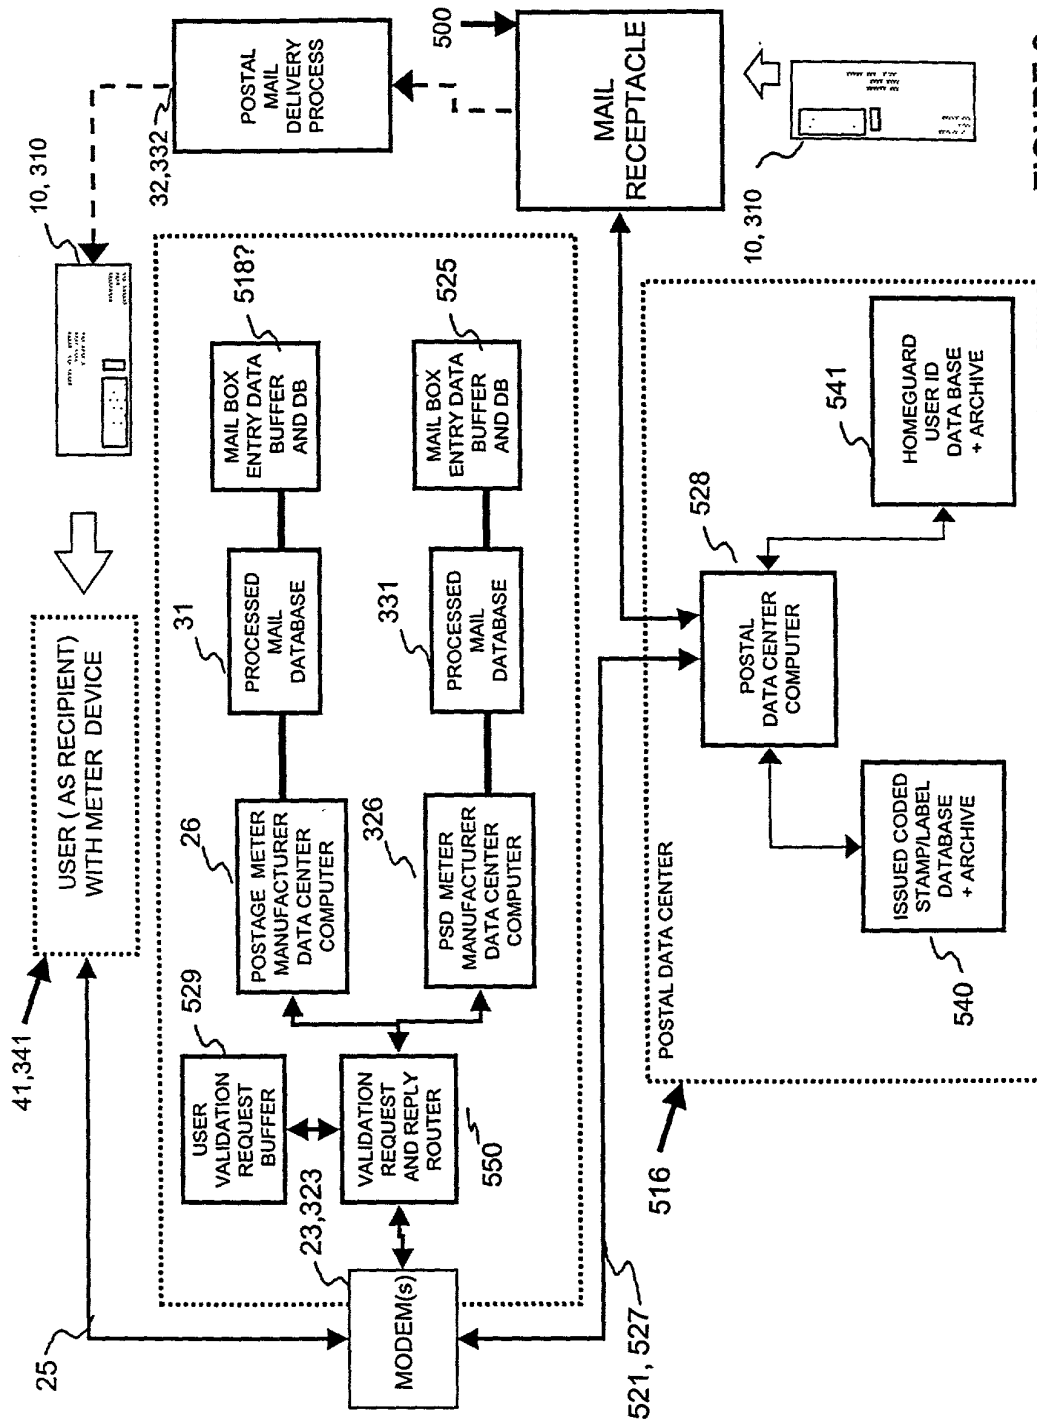 25
41,341
USER ( AS RECIPIENT)
WITH METER DEVICE
10, 310
32,332
POSTAL
MAIL
DELIVERY
PROCESS
500
MAIL
RECEPTACLE
10, 310
MODEM(s)
23,323
529
USER
VALIDATION
REQUEST
BUFFER
VALIDATION
REQUEST
AND REPLY
ROUTER
550
26
POSTAGE METER
MANUFACTURER
DATA CENTER
COMPUTER
31
PROCESSED
MAIL
DATABASE
MAIL BOX
ENTRY DATA
BUFFER
AND DB
518?
326
PSD METER
MANUFACTURER
DATA CENTER
COMPUTER
331
PROCESSED
MAIL
DATABASE
MAIL BOX
ENTRY DATA
BUFFER
AND DB
525
521, 527
516
POSTAL DATA CENTER
528
POSTAL
DATA CENTER
COMPUTER
540
ISSUED CODED
STAMP/LABEL
DATABASE
+ ARCHIVE
541
HOMEGUARD
USER ID
DATA BASE
+ ARCHIVE